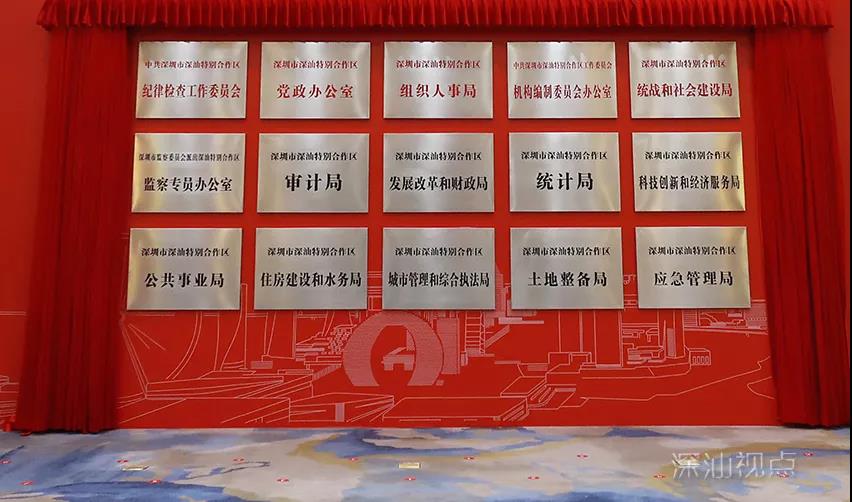 中共深圳市深汕特别合作区
纪律检查工作委员会
深圳市深汕特别合作区
党政办公室
深圳市深汕特别合作区
组织人事局
中共深圳市深汕特别合作区工作委员会
机构编制委员会办公室
深圳市深汕特别合作区
统战和社会建设局
深圳市监察委员会派出深汕特别合作区
监察专员办公室
深圳市深汕特别合作区
审计局
深圳市深汕特别合作区
发展改革和财政局
深圳市深汕特别合作区
统计局
深圳市深汕特别合作区
科技创新和经济服务局
深圳市深汕特别合作区
公共事业局
深圳市深汕特别合作区
住房建设和水务局
深圳市深汕特别合作区
城市管理和综合执法局
深圳市深汕特别合作区
土地整备局
深圳市深汕特别合作区
应急管理局
深汕视点